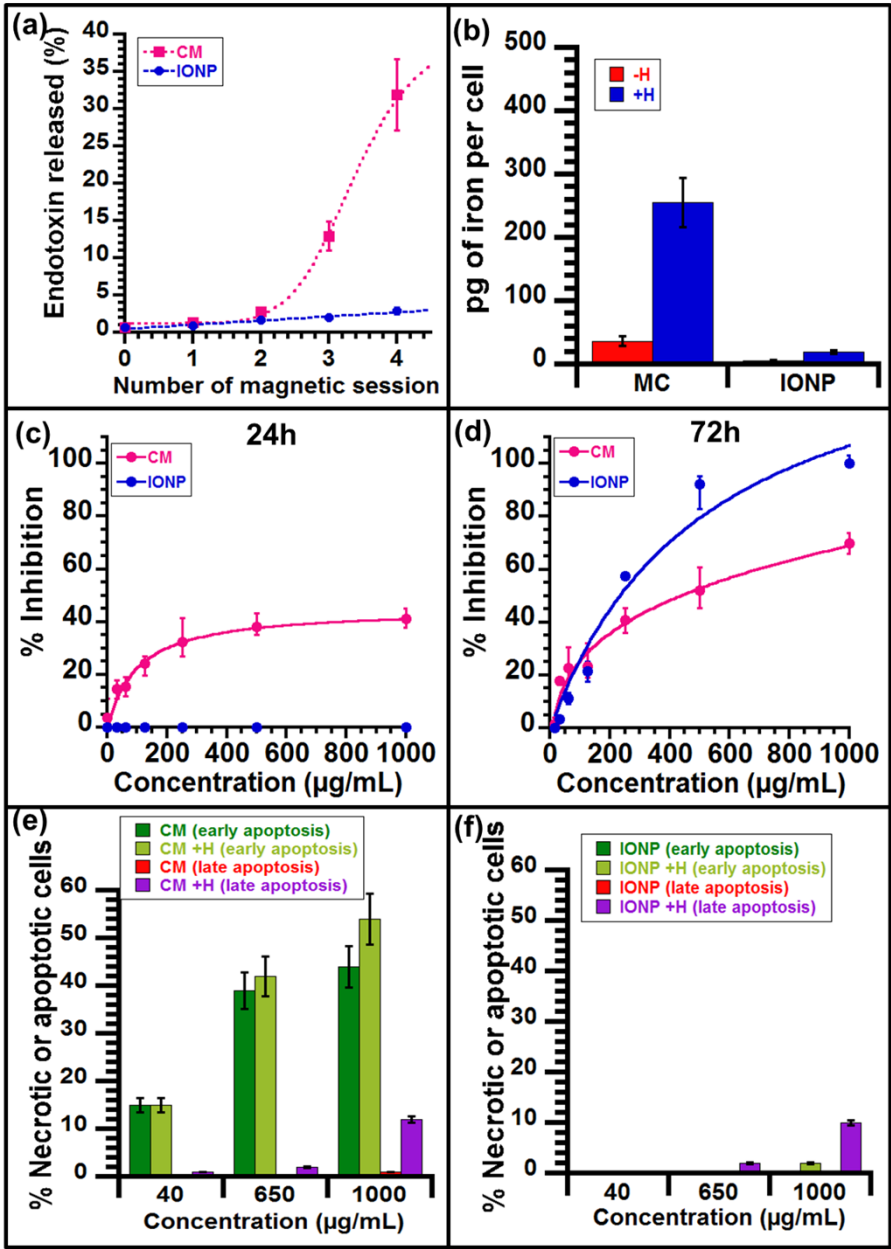 (a)
CM
IONP
Endotoxin released (%)
40
35
30
25
20
15
10
5
0
0 1 2 3 4
Number of magnetic session
(b)
-H
+H
pg of iron per cell
500
400
300
200
100
0
MC IONP
(c)
24h
CM
IONP
% Inhibition
100
80
60
40
20
0
0 200 400 600 800 1000
Concentration (µg/mL)
(d)
72h
CM
IONP
% Inhibition
100
80
60
40
20
0
0 200 400 600 800 1000
Concentration (µg/mL)
(e)
CM (early apoptosis)
CM +H (early apoptosis)
CM (late apoptosis)
CM +H (late apoptosis)
% Necrotic or apoptotic cells
60
50
40
30
20
10
0
40 650 1000
Concentration (µg/mL)
(f)
IONP (early apoptosis)
IONP +H (early apoptosis)
IONP (late apoptosis)
IONP +H (late apoptosis)
% Necrotic or apoptotic cells
60
50
40
30
20
10
0
40 650 1000
Concentration (µg/mL)